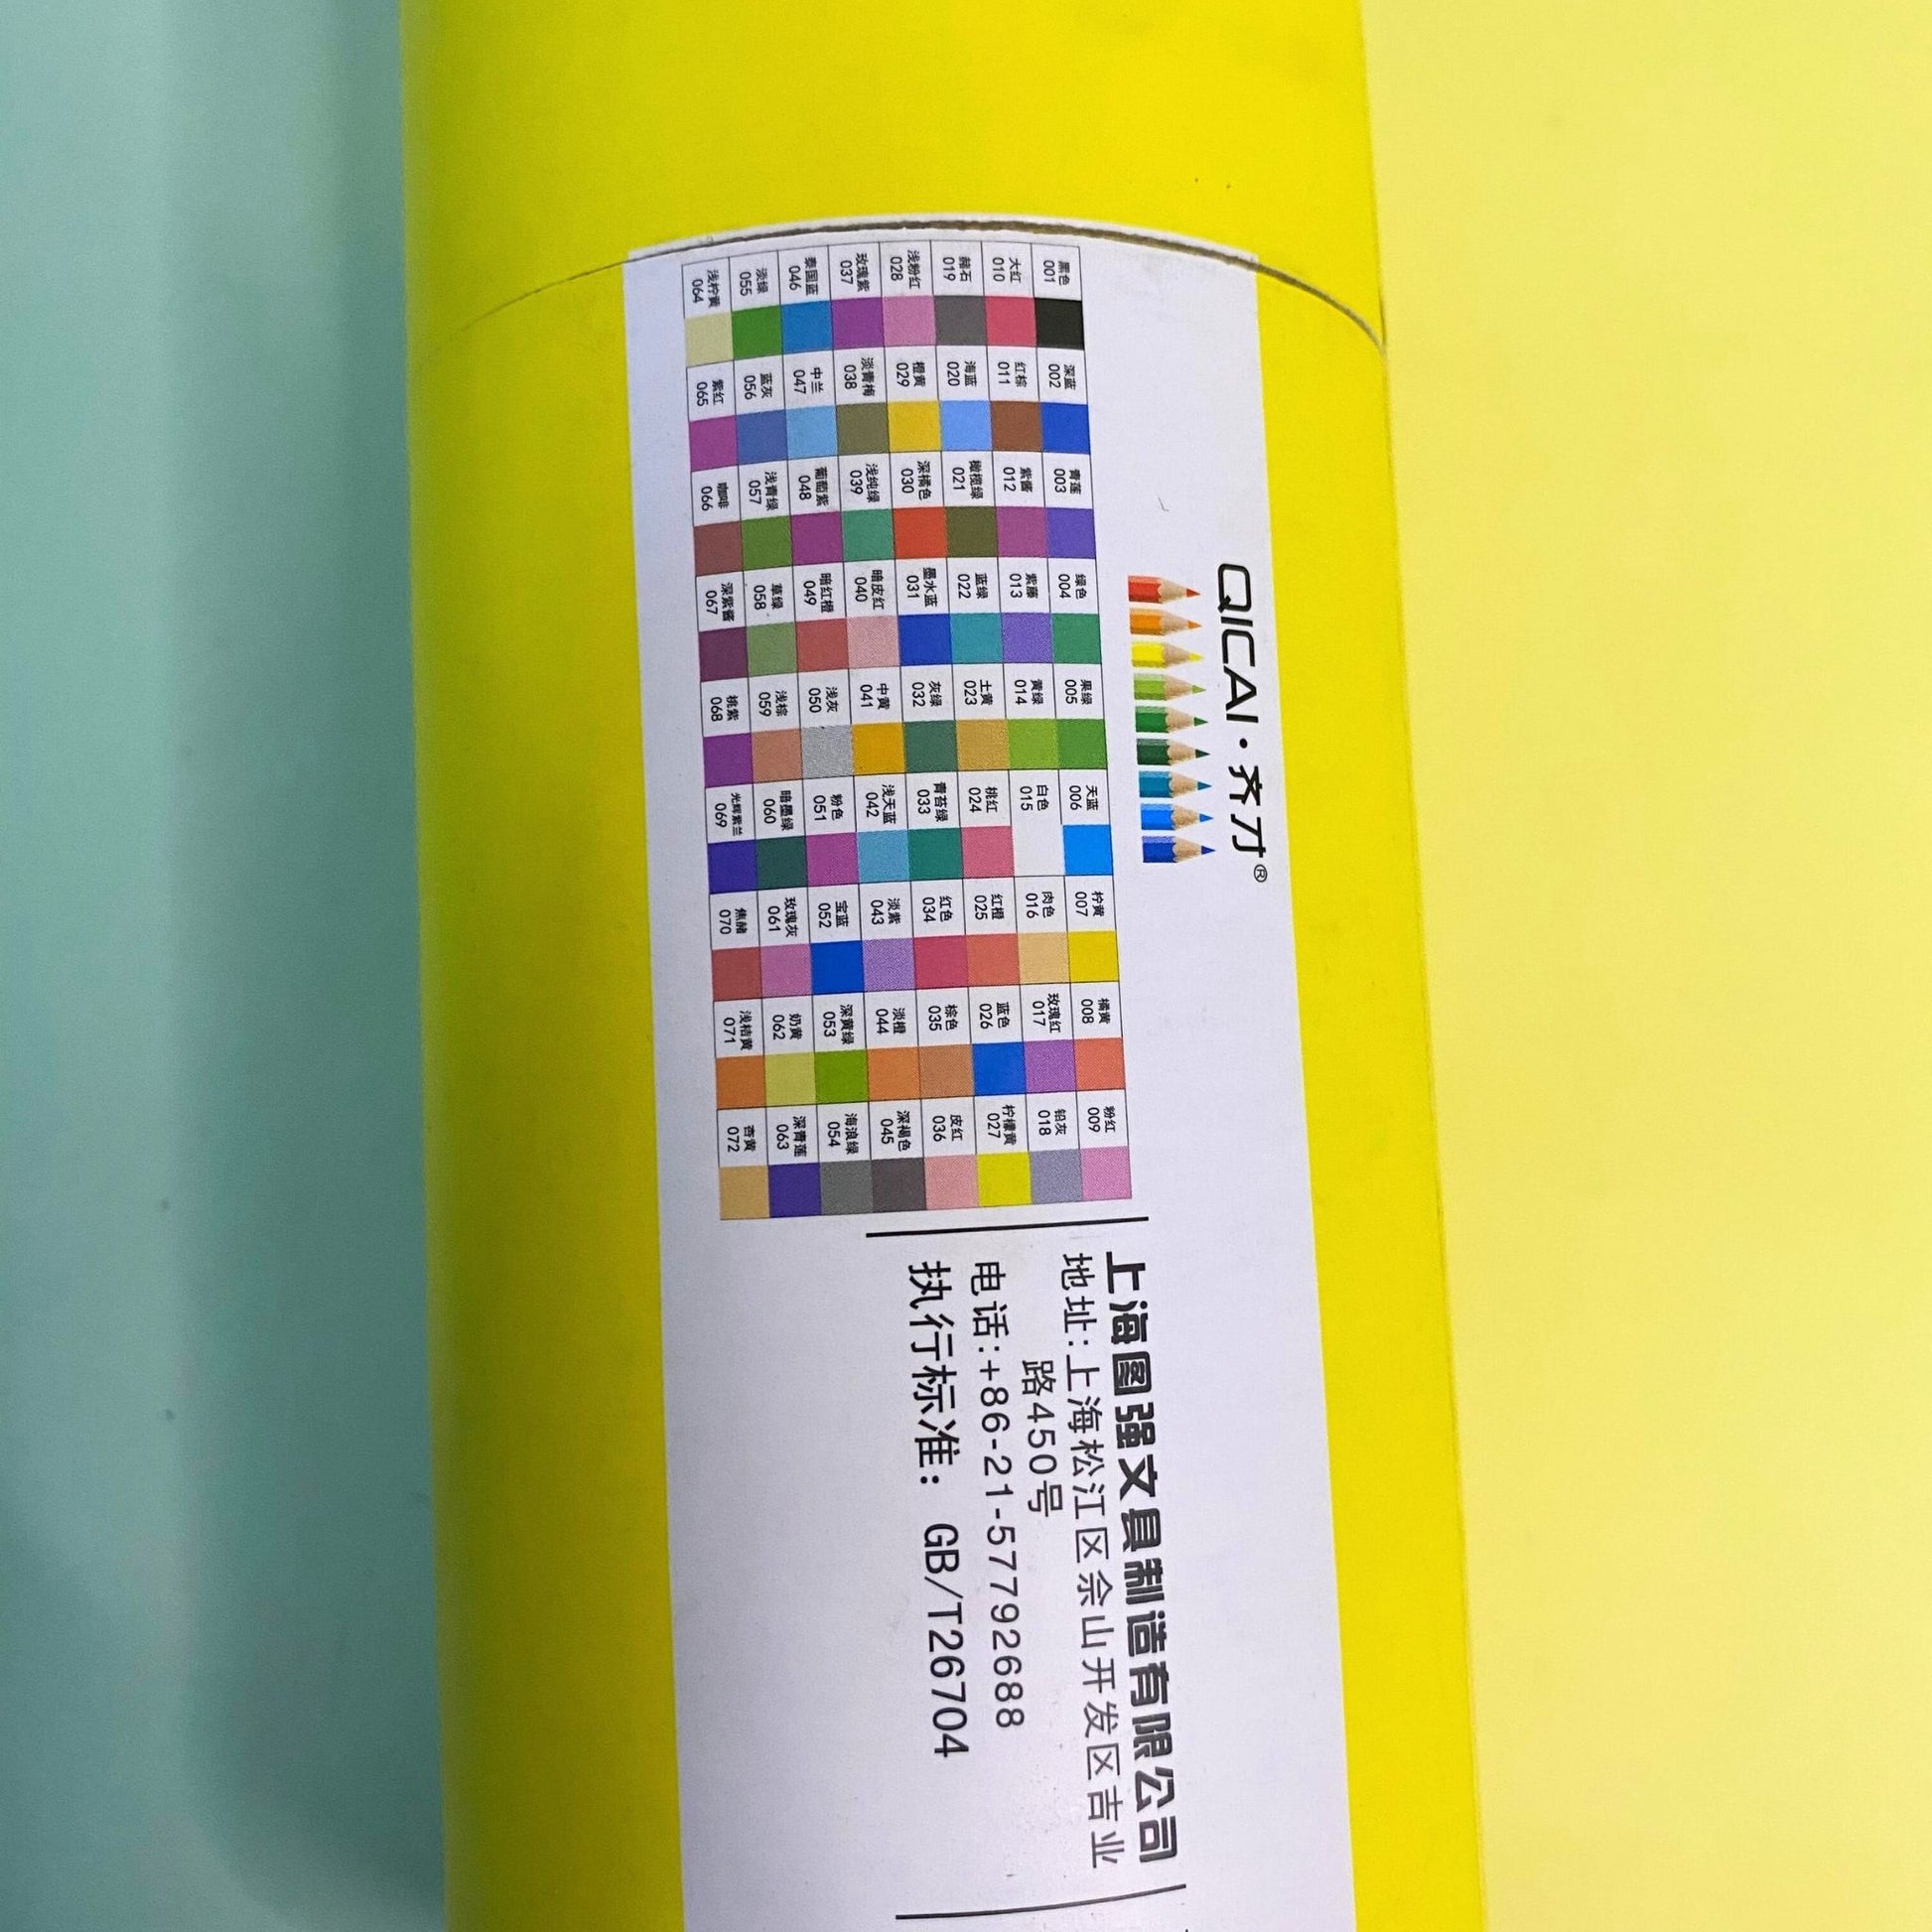 QICAI·齐才®
黑色 001 深蓝 002 青莲 003 绿色 004 果绿 005 天蓝 006 柠黄 007 橘黄 008 粉红 009
大红 010 红棕 011 紫酱 012 紫藤 013 黄绿 014 白色 015 肉色 016 玫瑰红 017 铅灰 018
赭石 019 海蓝 020 橄榄绿 021 蓝绿 022 土黄 023 桃红 024 红橙 025 蓝色 026 柠檬黄 027
浅粉红 028 橙黄 029 深橘色 030 墨水蓝 031 灰绿 032 青苔绿 033 红色 034 棕色 035 皮红 036
玫瑰紫 037 淡青梅 038 浅纯绿 039 暗皮红 040 中黄 041 浅天蓝 042 淡紫 043 淡橙 044 深褐色 045
泰国蓝 046 中兰 047 葡萄紫 048 暗红橙 049 浅灰 050 粉色 051 宝蓝 052 深黄绿 053 海浪绿 054
淡绿 055 蓝灰 056 浅青绿 057 草绿 058 浅棕 059 暗墨绿 060 玫瑰灰 061 奶黄 062 深青莲 063
浅柠黄 064 紫红 065 咖啡 066 深紫酱 067 桃紫 068 光辉紫兰 069 焦赭 070 浅桔黄 071 杏黄 072
上海图强文具制造有限公司
地址:上海松江区佘山开发区吉业
路450号
电话:+86-21-57792688
执行标准: GB/T26704